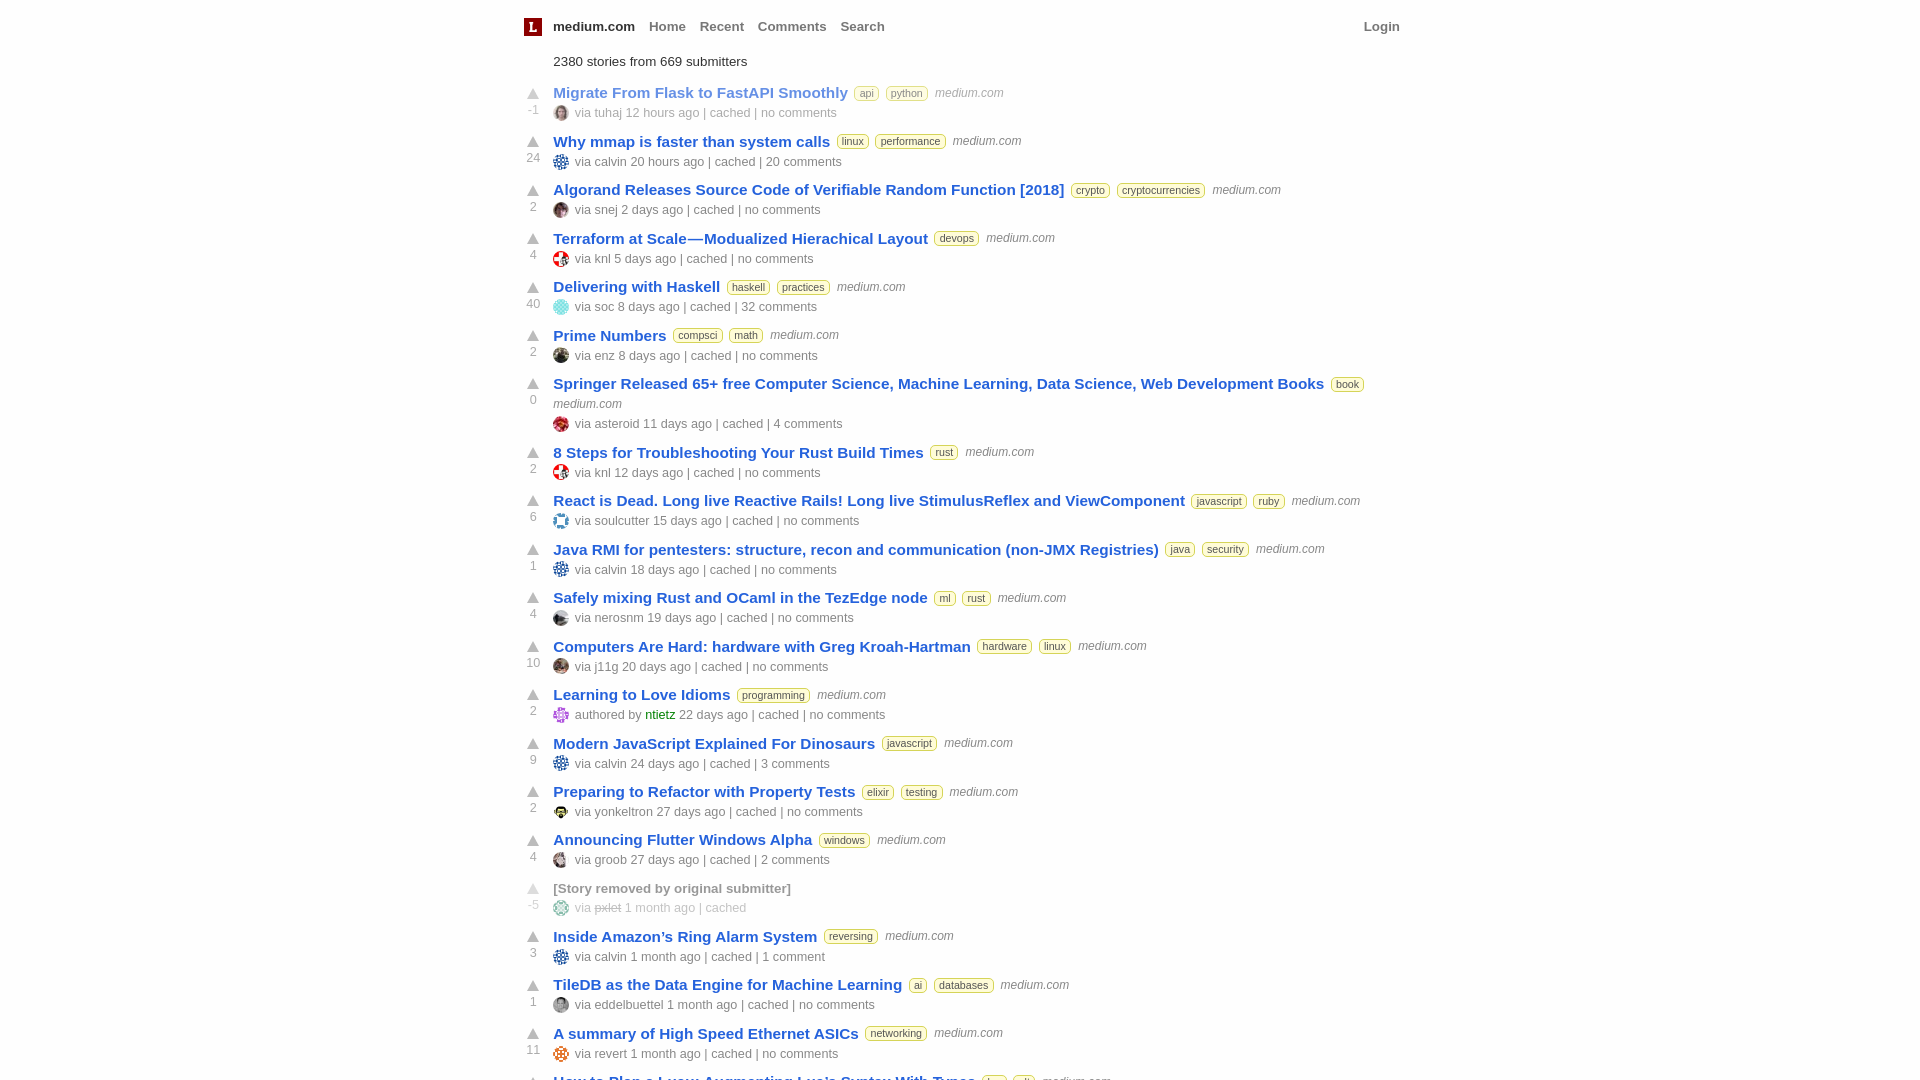 L medium.com Home Recent Comments Search Login
2380 stories from 669 submitters
Migrate From Flask to FastAPI Smoothly api python medium.com
-1 via tuhaj 12 hours ago | cached | no comments
Why mmap is faster than system calls linux performance medium.com
24 via calvin 20 hours ago | cached | 20 comments
Algorand Releases Source Code of Verifiable Random Function [2018] crypto cryptocurrencies medium.com
2 via snej 2 days ago | cached | no comments
Terraform at Scale — Modualized Hierachical Layout devops medium.com
4 via knl 5 days ago | cached | no comments
Delivering with Haskell haskell practices medium.com
40 via soc 8 days ago | cached | 32 comments
Prime Numbers compsci math medium.com
2 via enz 8 days ago | cached | no comments
Springer Released 65+ free Computer Science, Machine Learning, Data Science, Web Development Books book
0 medium.com
via asteroid 11 days ago | cached | 4 comments
8 Steps for Troubleshooting Your Rust Build Times rust medium.com
2 via knl 12 days ago | cached | no comments
React is Dead. Long live Reactive Rails! Long live StimulusReflex and ViewComponent javascript ruby medium.com
6 via soulcutter 15 days ago | cached | no comments
Java RMI for pentesters: structure, recon and communication (non-JMX Registries) java security medium.com
1 via calvin 18 days ago | cached | no comments
Safely mixing Rust and OCaml in the TezEdge node ml rust medium.com
4 via nerosnm 19 days ago | cached | no comments
Computers Are Hard: hardware with Greg Kroah-Hartman hardware linux medium.com
10 via j11g 20 days ago | cached | no comments
Learning to Love Idioms programming medium.com
2 authored by ntietz 22 days ago | cached | no comments
Modern JavaScript Explained For Dinosaurs javascript medium.com
9 via calvin 24 days ago | cached | 3 comments
Preparing to Refactor with Property Tests elixir testing medium.com
2 via yonkeltron 27 days ago | cached | no comments
Announcing Flutter Windows Alpha windows medium.com
4 via groob 27 days ago | cached | 2 comments
[Story removed by original submitter]
-5 via pxlet 1 month ago | cached
Inside Amazon’s Ring Alarm System reversing medium.com
3 via calvin 1 month ago | cached | 1 comment
TileDB as the Data Engine for Machine Learning ai databases medium.com
1 via eddelbuettel 1 month ago | cached | no comments
A summary of High Speed Ethernet ASICs networking medium.com
11 via revert 1 month ago | cached | no comments